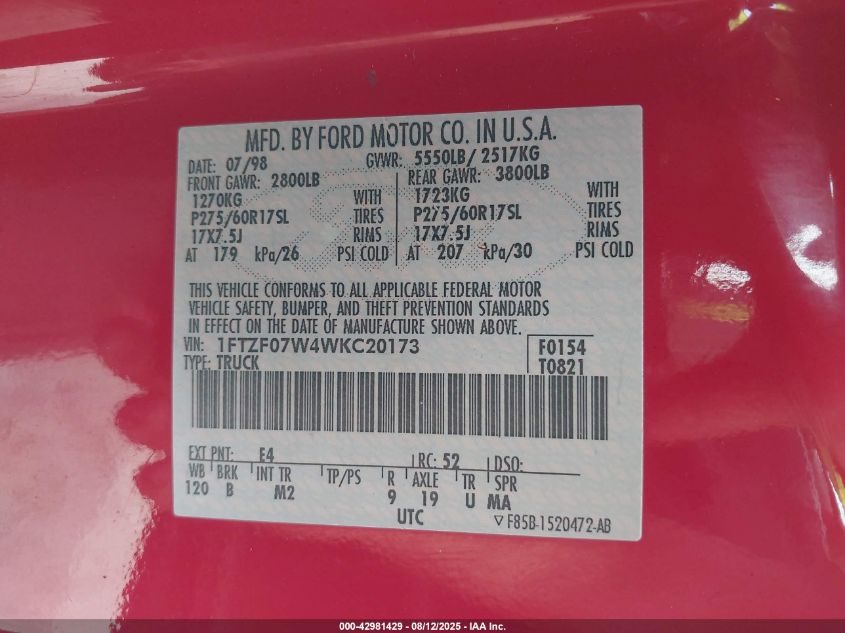 MFD. BY FORD MOTOR CO. IN U.S.A.
DATE: 07/98 GVWR: 5550LB/ 2517KG
FRONT GAWR: 2800LB REAR GAWR: 3800LB
1270KG WITH 1723KG WITH
P275/60R17SL TIRES P275/60R17SL TIRES
17X7.5J RIMS 17X7.5J RIMS
AT 179 kPa/26 PSI COLD AT 207 kPa/30 PSI COLD
THIS VEHICLE CONFORMS TO ALL APPLICABLE FEDERAL MOTOR
VEHICLE SAFETY, BUMPER, AND THEFT PREVENTION STANDARDS
IN EFFECT ON THE DATE OF MANUFACTURE SHOWN ABOVE.
VIN: 1FTZF07W4WKC20173 F0154
TYPE: TRUCK T0821
EXT PNT: E4 RC: 52 DSO:
WB BRK INT TR TP/PS R AXLE TR SPR
120 B M2 9 19 U MA
UTC F85B-1520472-AB
000-42981429 - 08/12/2025 - IAA Inc.